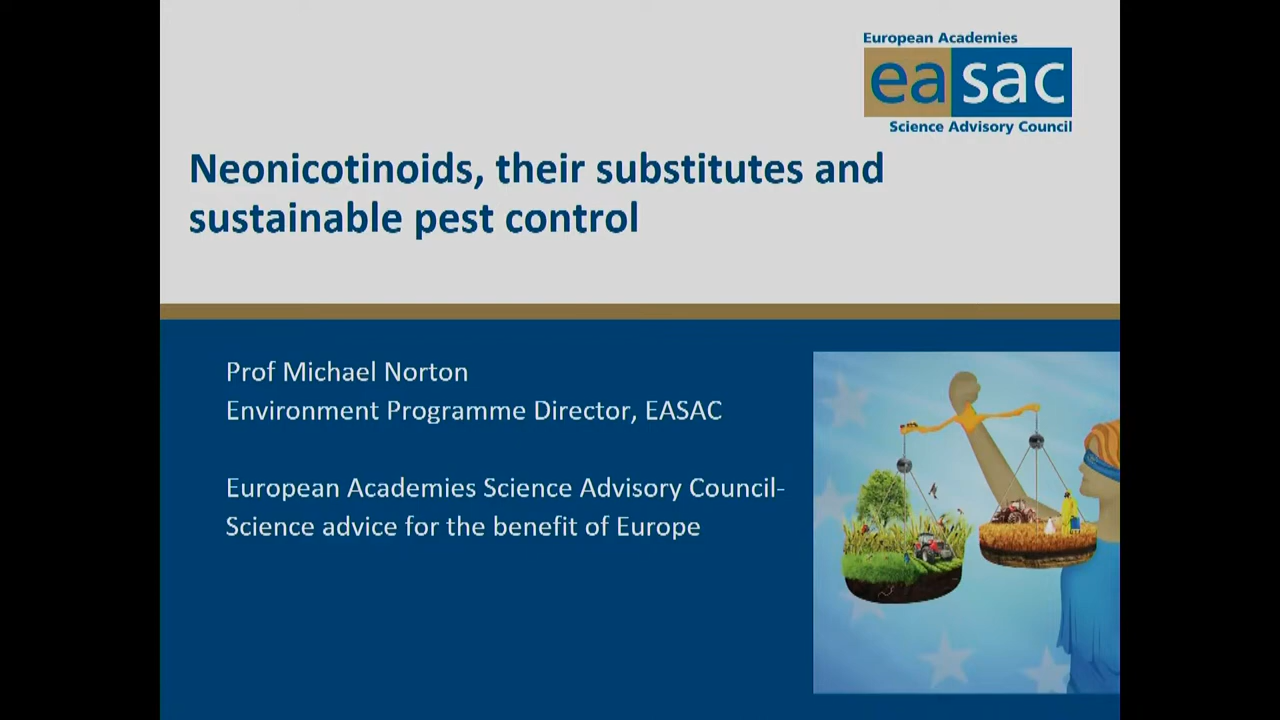 European Academies
easac
Science Advisory Council
Neonicotinoids, their substitutes and
sustainable pest control
Prof Michael Norton
Environment Programme Director, EASAC
European Academies Science Advisory Council-
Science advice for the benefit of Europe